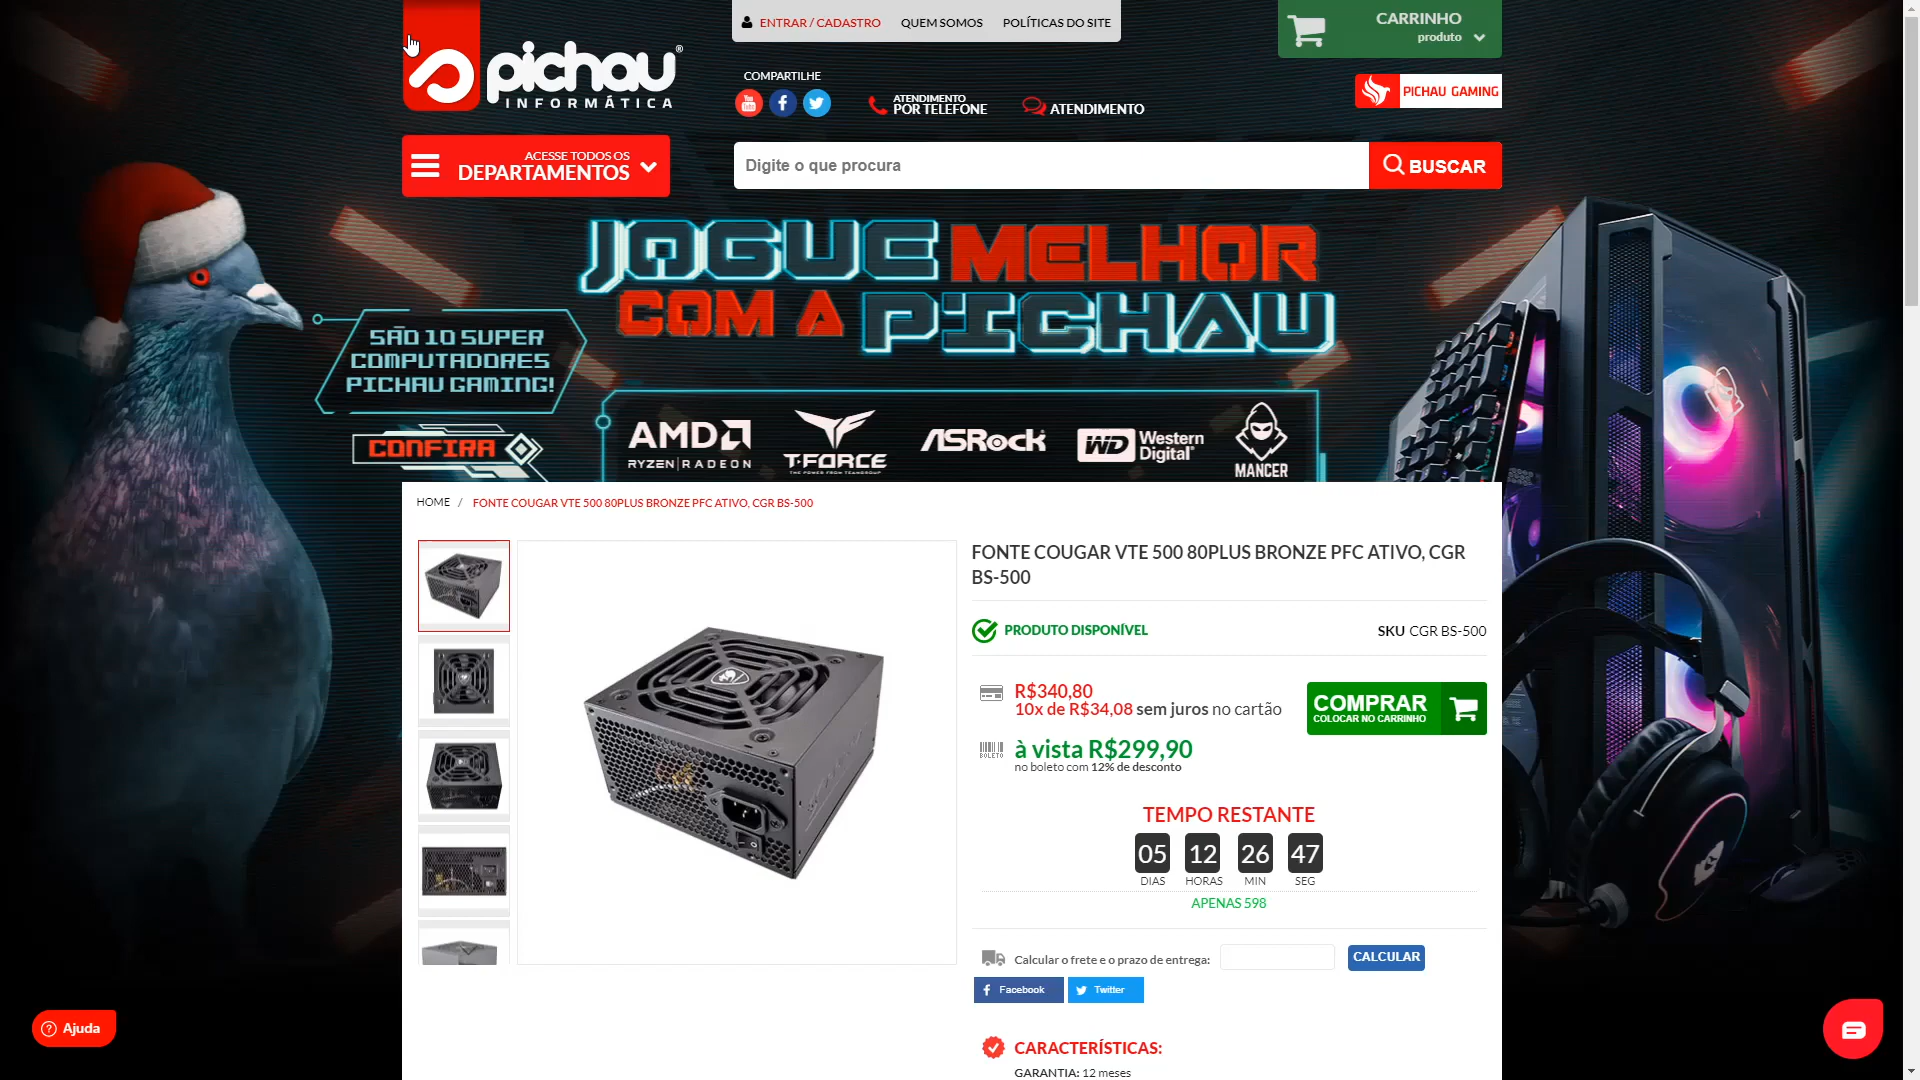 ENTRAR / CADASTRO QUEM SOMOS POLÍTICAS DO SITE
CARRINHO
produto
pichau®
INFORMÁTICA
COMPARTILHE
ATENDIMENTO
POR TELEFONE
ATENDIMENTO
PICHAU GAMING
ACESSE TODOS OS
DEPARTAMENTOS
Digite o que procura
BUSCAR
JOGUE MELHOR
COM A PICHAU
SÃO 10 SUPER
COMPUTADORES
PICHAU GAMING!
CONFIRA
AMD
RYZEN | RADEON
T-FORCE
THE POWER FROM TEAMGROUP
ASRock
WD Western Digital®
MANCER
HOME / FONTE COUGAR VTE 500 80PLUS BRONZE PFC ATIVO, CGR BS-500
FONTE COUGAR VTE 500 80PLUS BRONZE PFC ATIVO, CGR
BS-500
PRODUTO DISPONÍVEL
SKU CGR BS-500
R$340,80
10x de R$34,08 sem juros no cartão
COMPRAR
COLOCAR NO CARRINHO
BOLETO
à vista R$299,90
no boleto com 12% de desconto
TEMPO RESTANTE
05 12 26 47
DIAS HORAS MIN SEG
APENAS 598
Calcular o frete e o prazo de entrega:
CALCULAR
Facebook
Twitter
CARACTERÍSTICAS:
GARANTIA: 12 meses
Ajuda